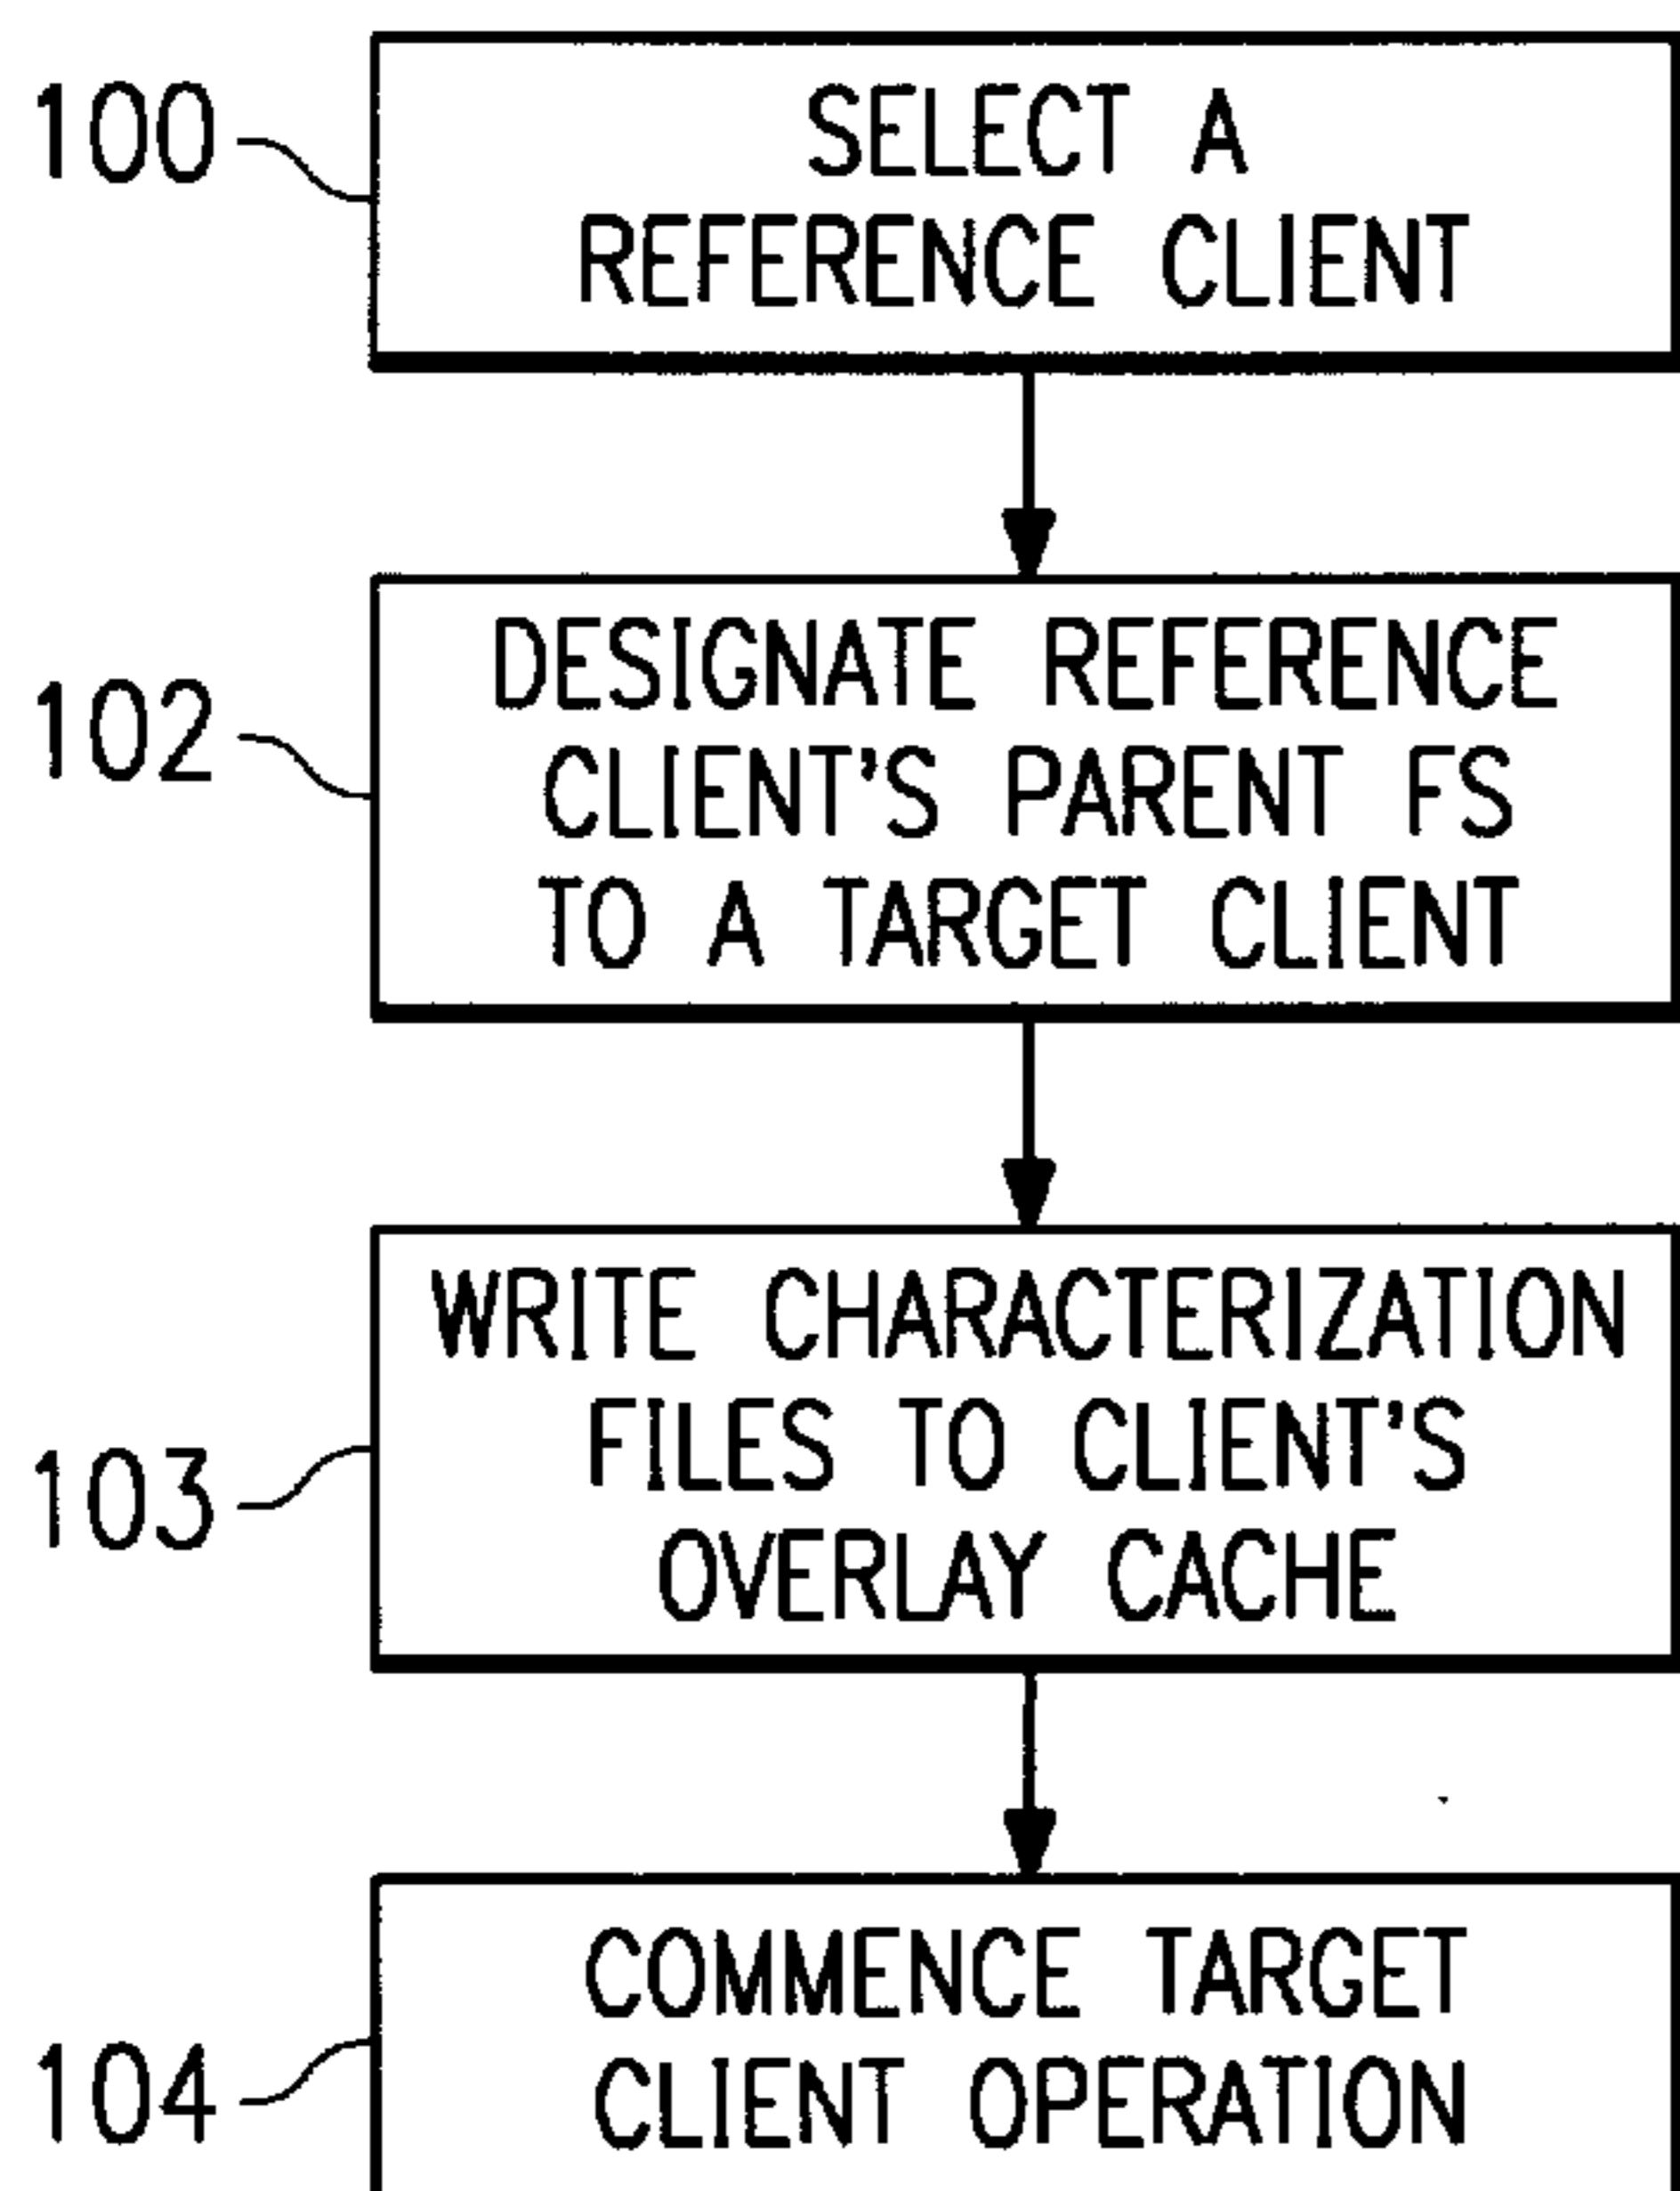 100
SELECT A
REFERENCE CLIENT
102
DESIGNATE REFERENCE
CLIENT'S PARENT FS
TO A TARGET CLIENT
103
WRITE CHARACTERIZATION
FILES TO CLIENT'S
OVERLAY CACHE
104
COMMENCE TARGET
CLIENT OPERATION